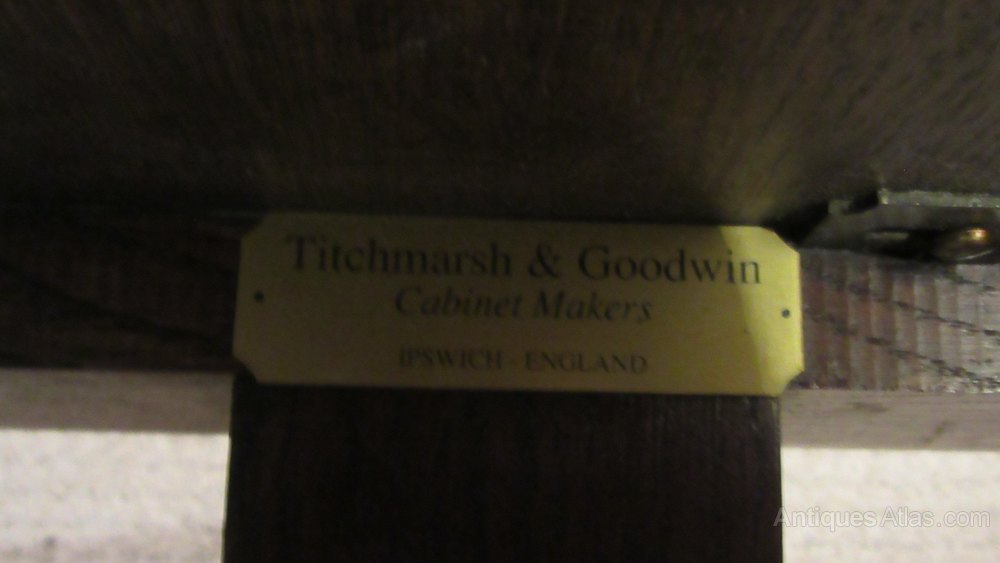 Titchmarsh & Goodwin
Cabinet Makers
IPSWICH - ENGLAND
AntiquesAtlas.com